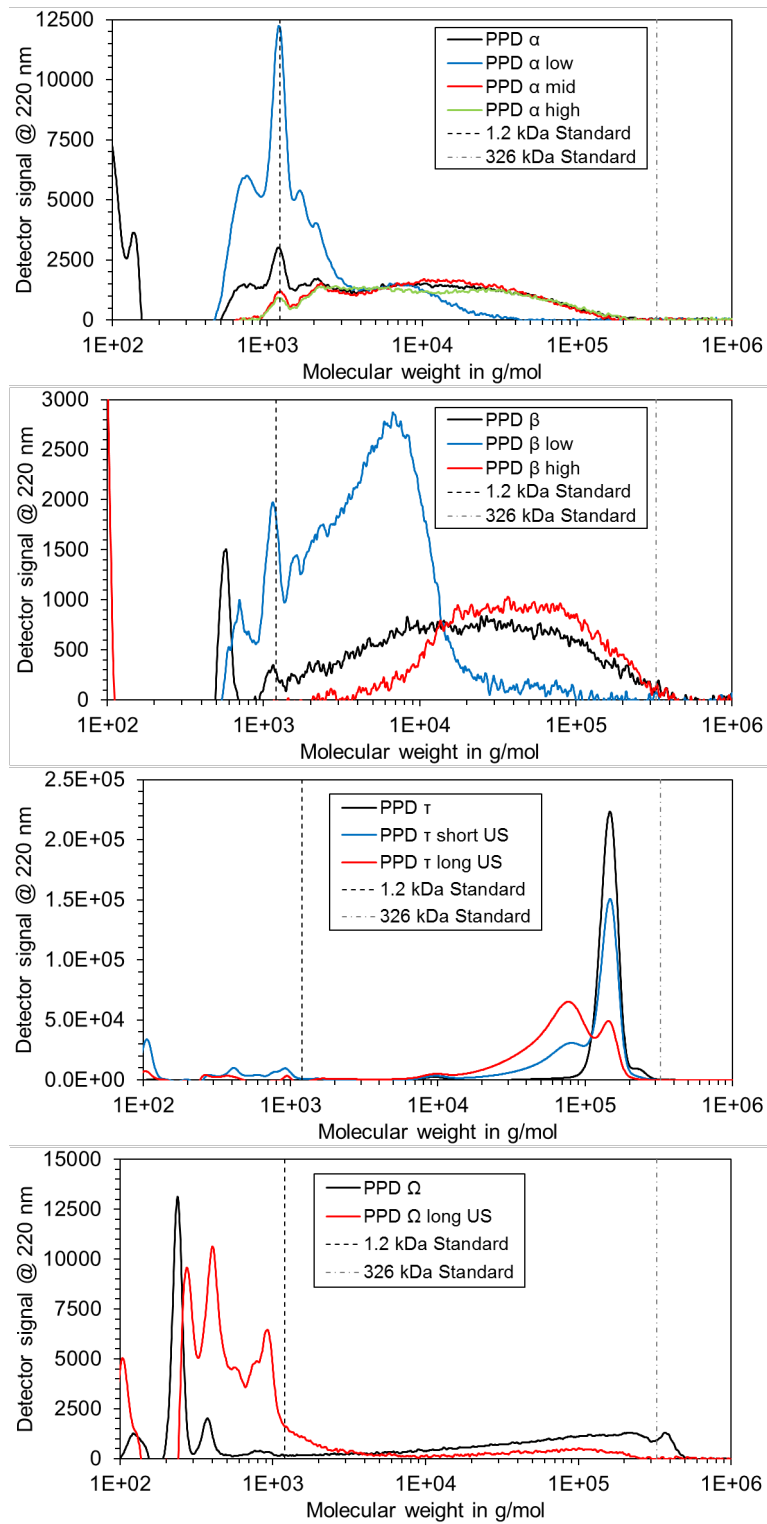 12500
10000
7500
5000
2500
0
Detector signal @ 220 nm
PPD α
PPD α low
PPD α mid
PPD α high
1.2 kDa Standard
326 kDa Standard
1E+02 1E+03 1E+04 1E+05 1E+06
Molecular weight in g/mol
3000
2500
2000
1500
1000
500
0
Detector signal @ 220 nm
PPD β
PPD β low
PPD β high
1.2 kDa Standard
326 kDa Standard
1E+02 1E+03 1E+04 1E+05 1E+06
Molecular weight in g/mol
2.5E+05
2.0E+05
1.5E+05
1.0E+05
5.0E+04
0.0E+00
Detector signal @ 220 nm
PPD τ
PPD τ short US
PPD τ long US
1.2 kDa Standard
326 kDa Standard
1E+02 1E+03 1E+04 1E+05 1E+06
Molecular weight in g/mol
15000
12500
10000
7500
5000
2500
0
Detector signal @ 220 nm
PPD Ω
PPD Ω long US
1.2 kDa Standard
326 kDa Standard
1E+02 1E+03 1E+04 1E+05 1E+06
Molecular weight in g/mol